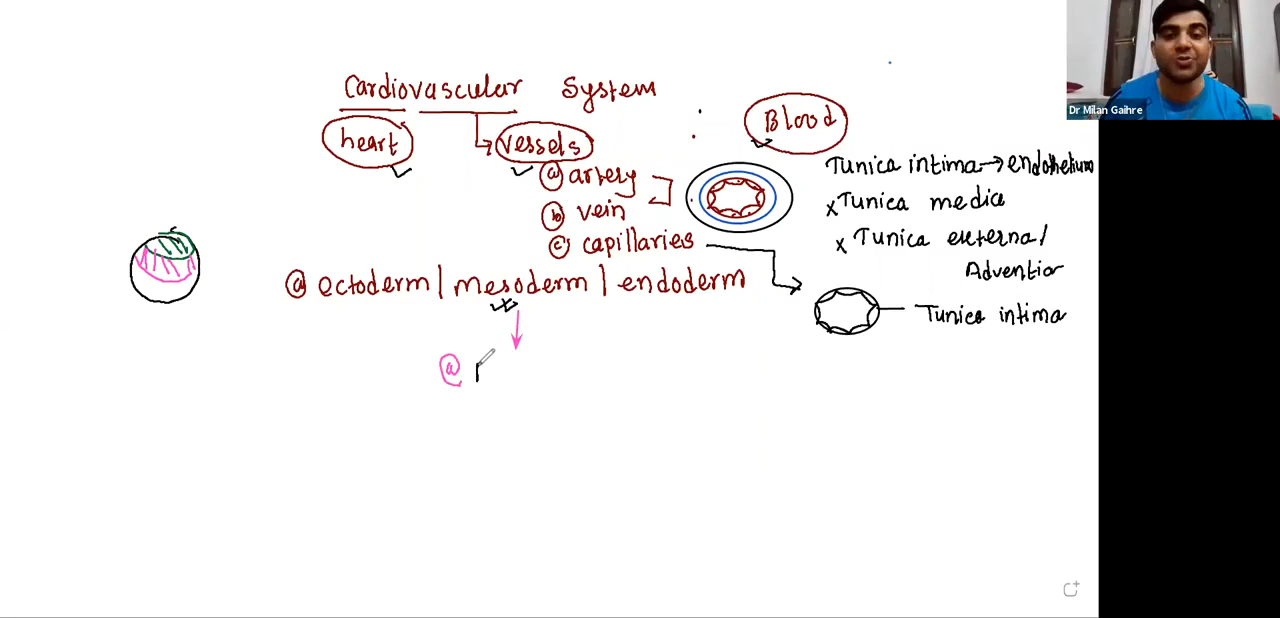 Cardiovascular System
heart
vessels
Blood
ⓐ artery
ⓑ vein
ⓒ capillaries
Tunica intima → endothelium
x Tunica media
x Tunica externa/
Adventia
Tunica intima
ⓐ ectoderm / mesoderm / endoderm
ⓐ
Dr Milan Gaihre